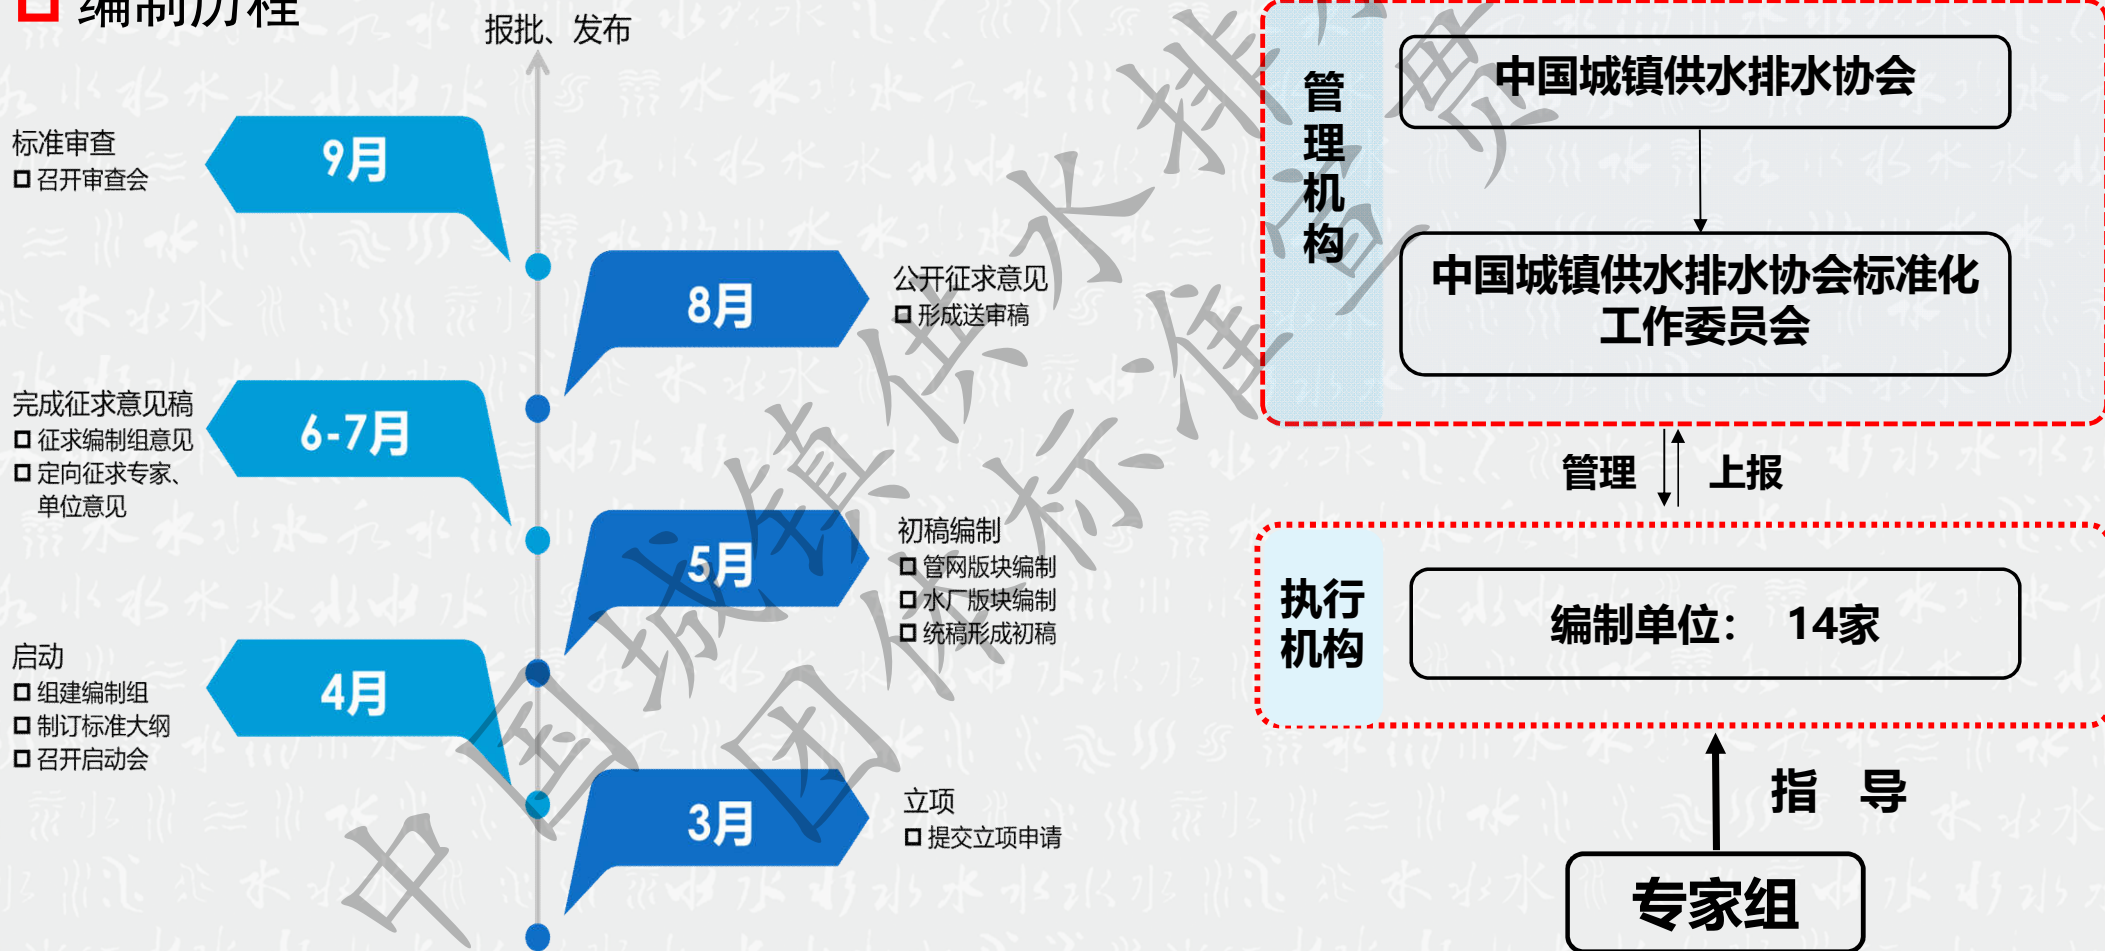 编制历程
报批、发布
9月
标准审查
召开审查会
8月
公开征求意见
形成送审稿
6-7月
完成征求意见稿
征求编制组意见
定向征求专家、
单位意见
5月
初稿编制
管网版块编制
水厂版块编制
统稿形成初稿
4月
启动
组建编制组
制订标准大纲
召开启动会
3月
立项
提交立项申请
管理机构
中国城镇供水排水协会
中国城镇供水排水协会标准化
工作委员会
管理
上报
执行
机构
编制单位： 14家
指 导
专家组
中国城镇供水排
团体标准宣贯